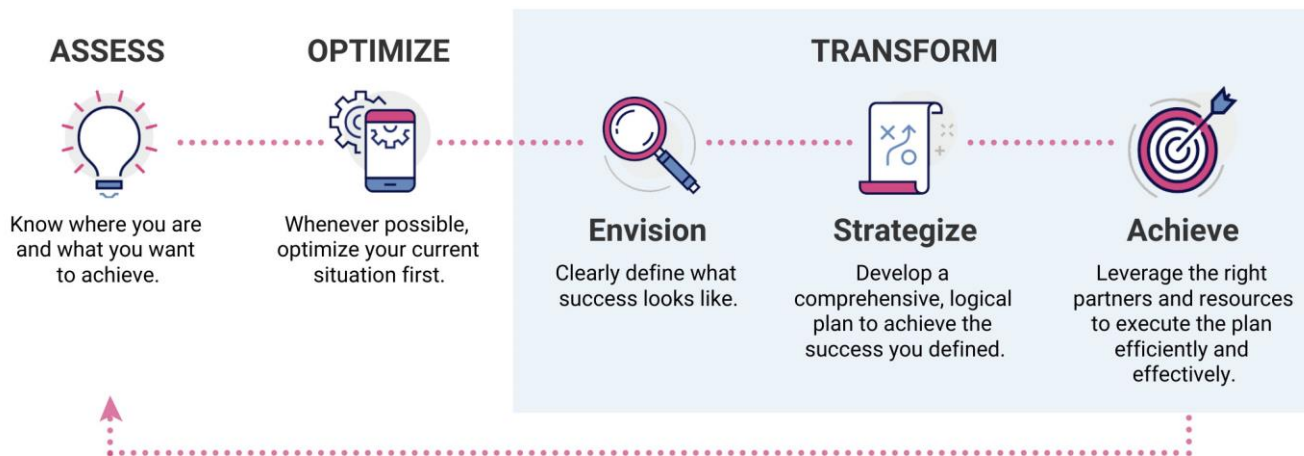 ASSESS
Know where you are
and what you want
to achieve.
OPTIMIZE
Whenever possible,
optimize your current
situation first.
TRANSFORM
Envision
Clearly define what
success looks like.
Strategize
Develop a
comprehensive, logical
plan to achieve the
success you defined.
Achieve
Leverage the right
partners and resources
to execute the plan
efficiently and
effectively.